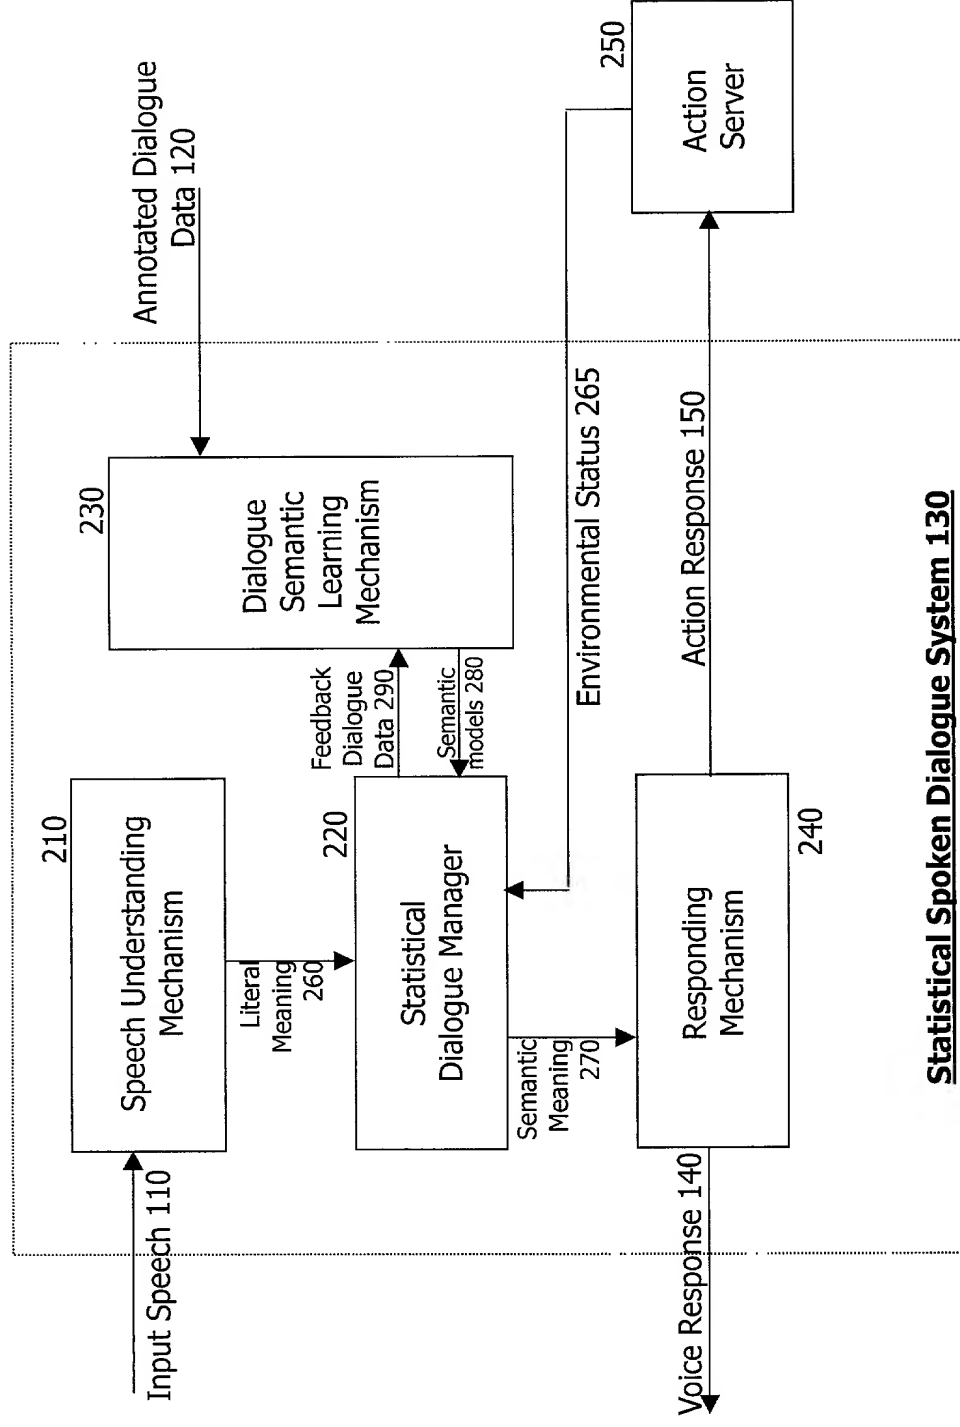 Input Speech 110
210
Speech Understanding
Mechanism
Literal
Meaning
260
220
Statistical
Dialogue Manager
Feedback
Dialogue
Data 290
Semantic
models 280
230
Dialogue
Semantic
Learning
Mechanism
Annotated Dialogue
Data 120
Semantic
Meaning
270
Environmental Status 265
Responding
Mechanism
240
Voice Response 140
Action Response 150
250
Action
Server
Statistical Spoken Dialogue System 130